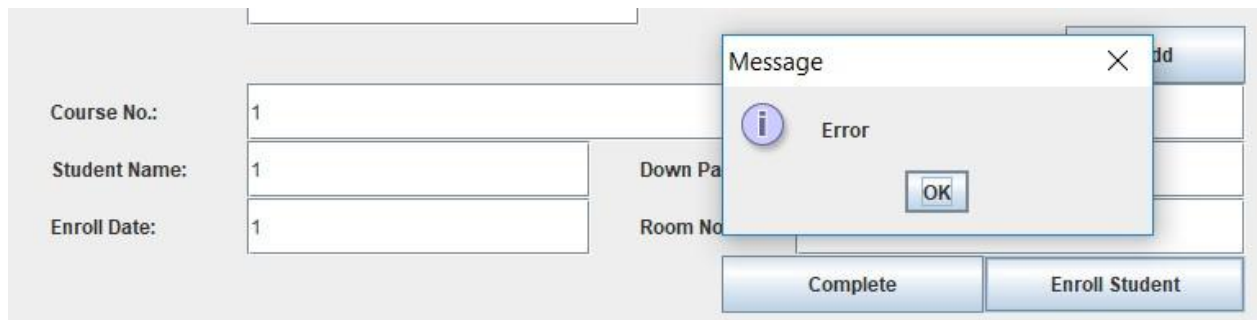 Message
dd
Course No.: 1
Error
Student Name: 1 Down Pa
OK
Enroll Date: 1 Room No
Complete Enroll Student